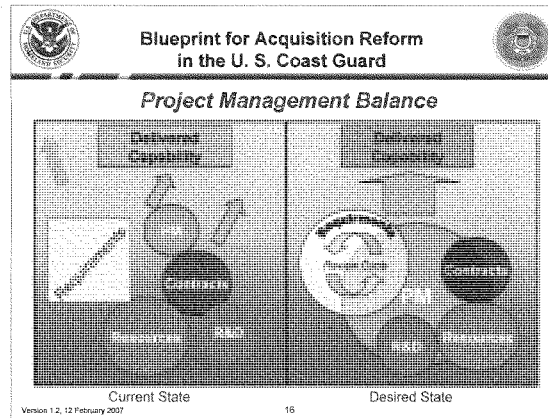 Blueprint for Acquisition Reform
in the U. S. Coast Guard
Project Management Balance
Delivered
Capability
Delivered
Capability
Contracts
Contracts
PM
Resources
R&D
R&D
Resources
Current State
Desired State
Version 1.2, 12 February 2007
16